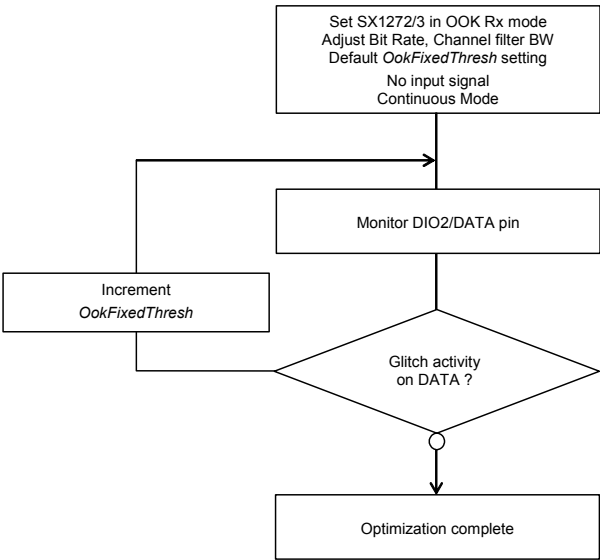 Set SX1272/3 in OOK Rx mode
Adjust Bit Rate, Channel filter BW
Default OokFixedThresh setting
No input signal
Continuous Mode
Monitor DIO2/DATA pin
Increment
OokFixedThresh
Glitch activity
on DATA ?
Optimization complete